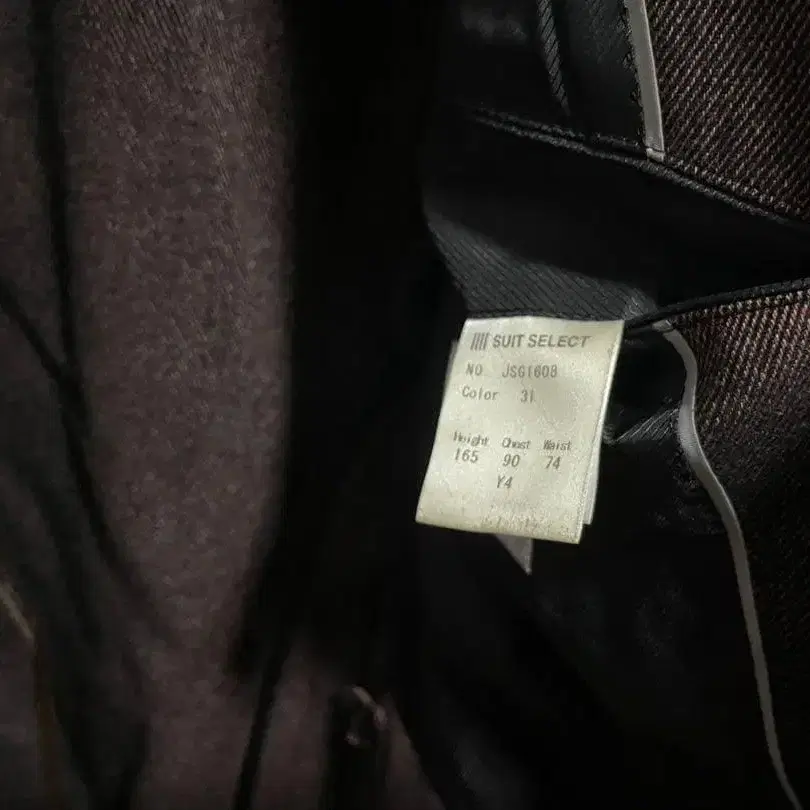 SUIT SELECT
NO JSG1608
Color 31
Height Chest Waist
165 90 74
Y4